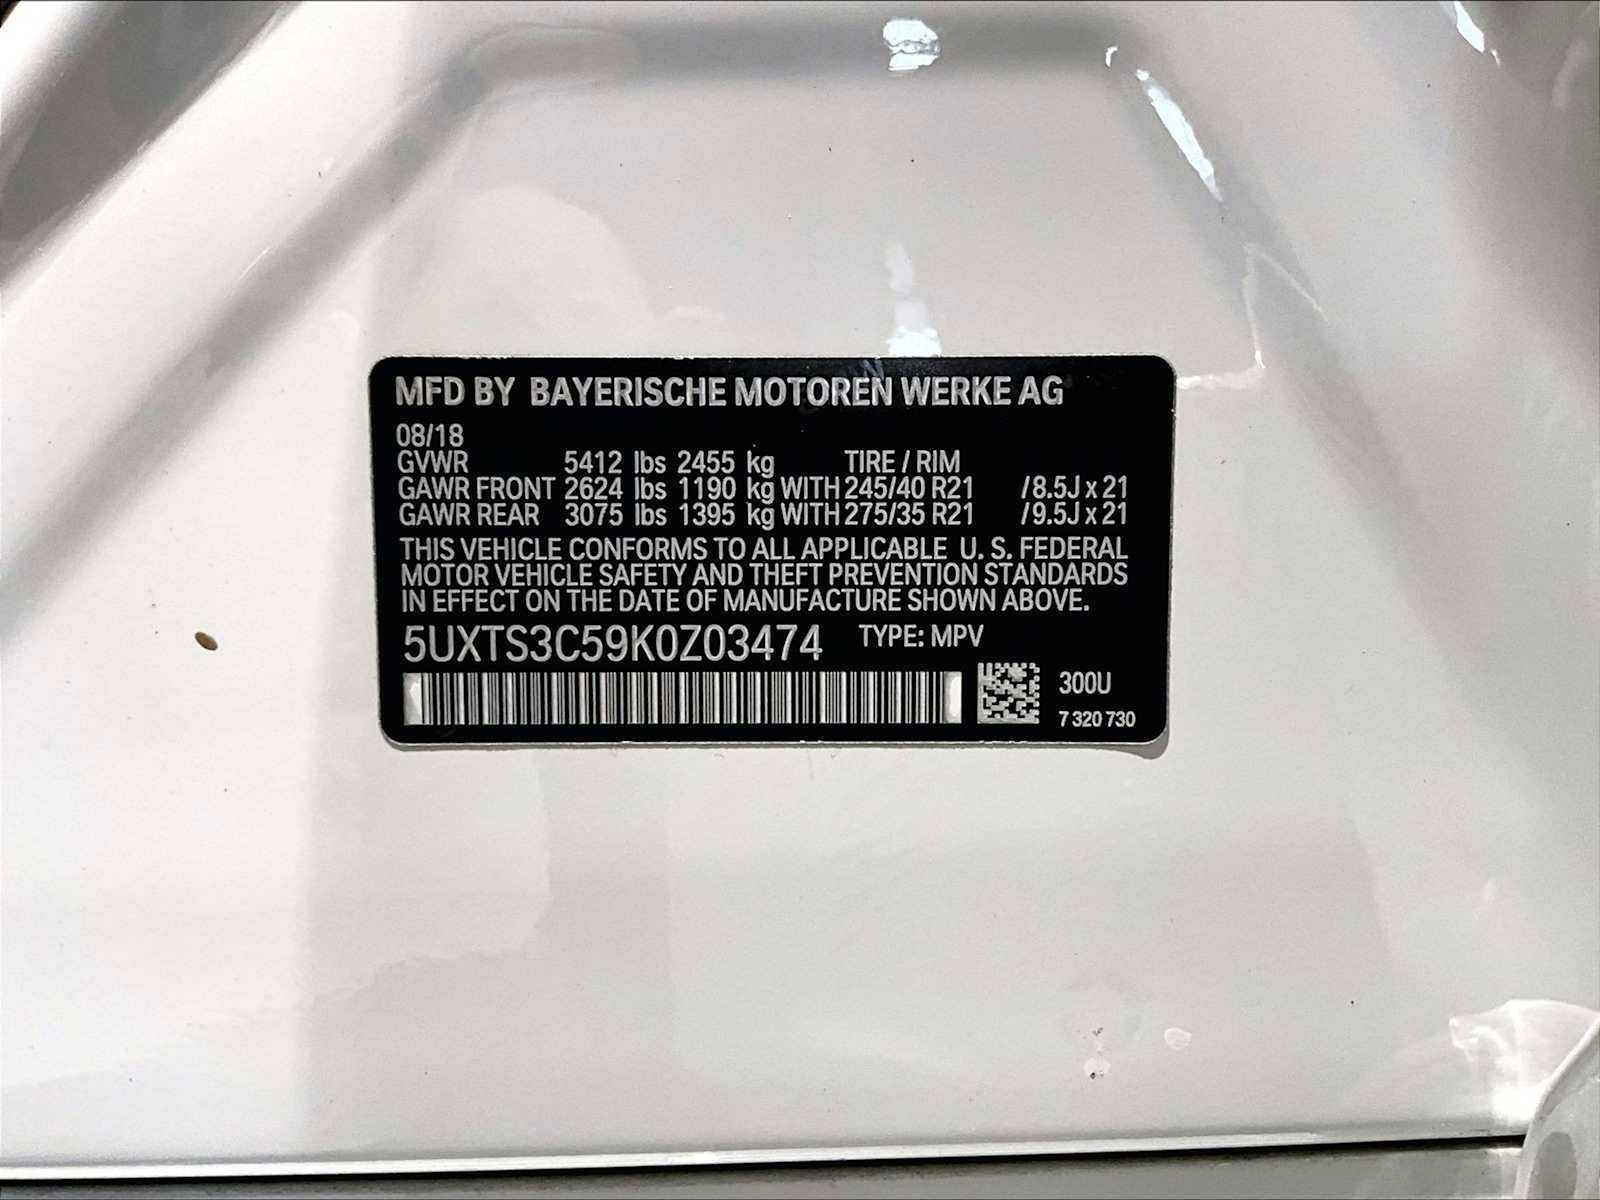 MFD BY BAYERISCHE MOTOREN WERKE AG
08/18
GVWR 5412 lbs 2455 kg TIRE / RIM
GAWR FRONT 2624 lbs 1190 kg WITH 245/40 R21 /8.5J x 21
GAWR REAR 3075 lbs 1395 kg WITH 275/35 R21 /9.5J x 21
THIS VEHICLE CONFORMS TO ALL APPLICABLE U. S. FEDERAL
MOTOR VEHICLE SAFETY AND THEFT PREVENTION STANDARDS
IN EFFECT ON THE DATE OF MANUFACTURE SHOWN ABOVE.
5UXTS3C59K0Z03474 TYPE: MPV
300U
7 320 730